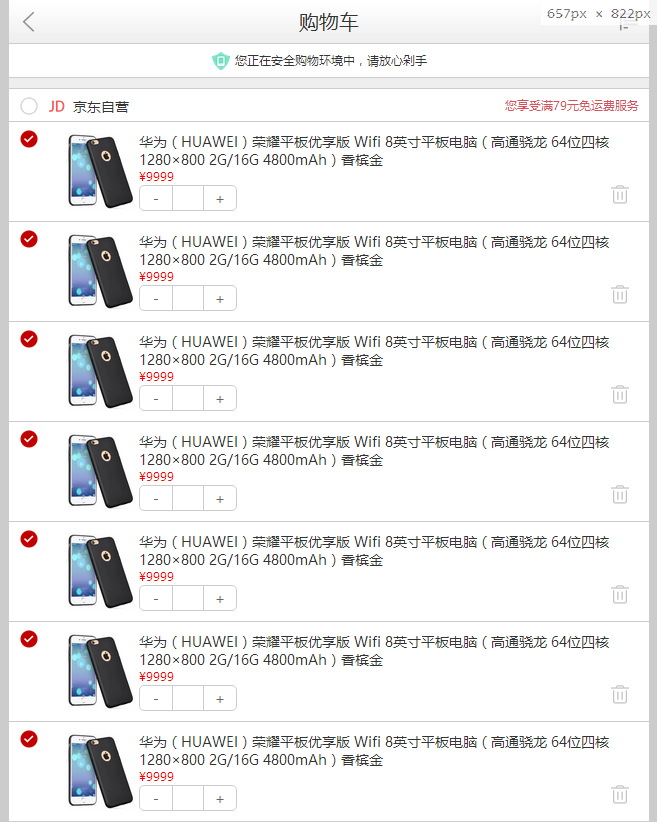 购物车
657px × 822px
您正在安全购物环境中，请放心剁手
JD 京东自营
您享受满79元免运费服务
华为（HUAWEI）荣耀平板优享版 Wifi 8英寸平板电脑（高通骁龙 64位四核
1280×800 2G/16G 4800mAh）香槟金
¥9999
- +
华为（HUAWEI）荣耀平板优享版 Wifi 8英寸平板电脑（高通骁龙 64位四核
1280×800 2G/16G 4800mAh）香槟金
¥9999
- +
华为（HUAWEI）荣耀平板优享版 Wifi 8英寸平板电脑（高通骁龙 64位四核
1280×800 2G/16G 4800mAh）香槟金
¥9999
- +
华为（HUAWEI）荣耀平板优享版 Wifi 8英寸平板电脑（高通骁龙 64位四核
1280×800 2G/16G 4800mAh）香槟金
¥9999
- +
华为（HUAWEI）荣耀平板优享版 Wifi 8英寸平板电脑（高通骁龙 64位四核
1280×800 2G/16G 4800mAh）香槟金
¥9999
- +
华为（HUAWEI）荣耀平板优享版 Wifi 8英寸平板电脑（高通骁龙 64位四核
1280×800 2G/16G 4800mAh）香槟金
¥9999
- +
华为（HUAWEI）荣耀平板优享版 Wifi 8英寸平板电脑（高通骁龙 64位四核
1280×800 2G/16G 4800mAh）香槟金
¥9999
- +